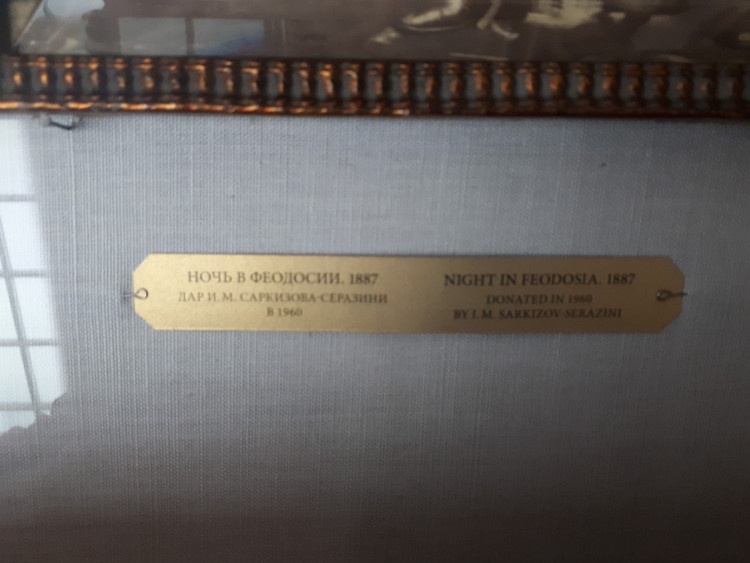 НОЧЬ В ФЕОДОСИИ. 1887
ДАР И. М. САРКИЗОВА-СЕРАЗИНИ
В 1960
NIGHT IN FEODOSIA. 1887
DONATED IN 1960
BY I. M. SARKIZOV-SERAZINI